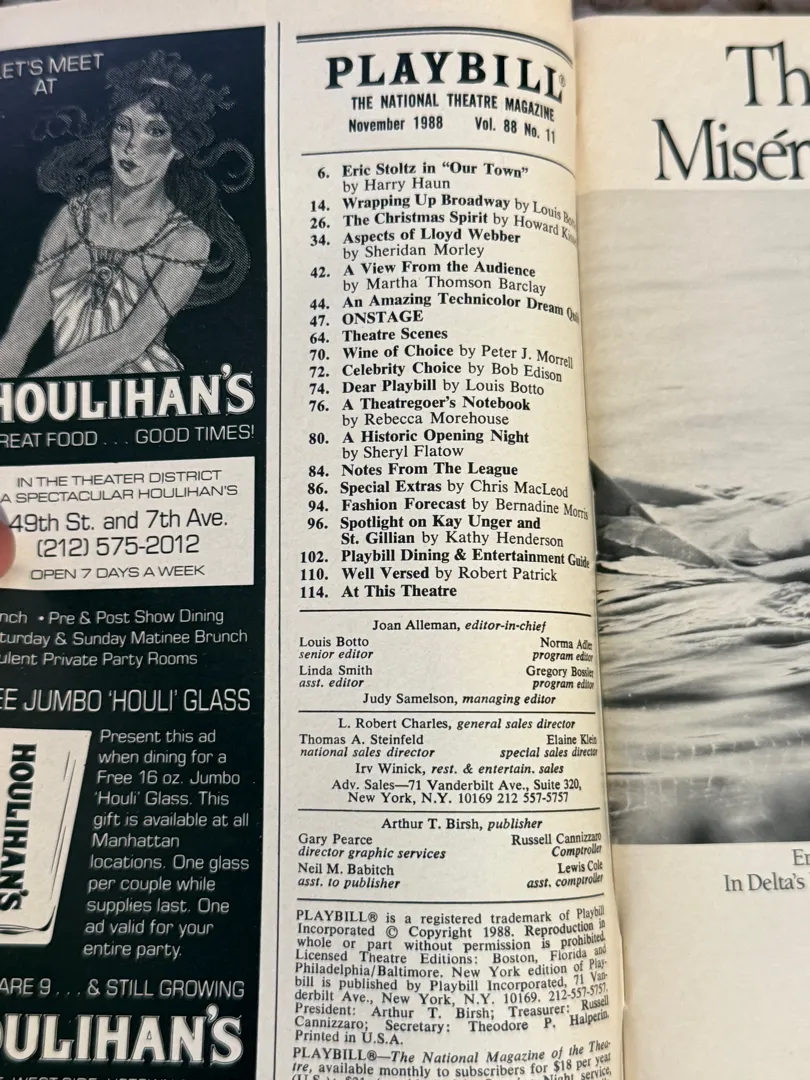 LET'S MEET
AT
HOULIHAN'S
GREAT FOOD . . . GOOD TIMES!
IN THE THEATER DISTRICT
A SPECTACULAR HOULIHAN'S
49th St. and 7th Ave.
(212) 575-2012
OPEN 7 DAYS A WEEK
• Pre & Post Show Dining
& Sunday Matinee Brunch
Private Party Rooms
JUMBO 'HOULI' GLASS
HOULIHAN'S
Present this ad
when dining for a
Free 16 oz. Jumbo
'Houli' Glass. This
gift is available at all
Manhattan
locations. One glass
per couple while
supplies last. One
ad valid for your
entire party.
ARE 9 . . . & STILL GROWING
HOULIHAN'S
PLAYBILL®
THE NATIONAL THEATRE MAGAZINE
November 1988 Vol. 88 No. 11
6. Eric Stoltz in "Our Town"
by Harry Haun
14. Wrapping Up Broadway by Louis
26. The Christmas Spirit by Howard
34. Aspects of Lloyd Webber
by Sheridan Morley
42. A View From the Audience
by Martha Thomson Barclay
44. An Amazing Technicolor Dream
47. ONSTAGE
64. Theatre Scenes
70. Wine of Choice by Peter J. Morrell
72. Celebrity Choice by Bob Edison
74. Dear Playbill by Louis Botto
76. A Theatregoer's Notebook
by Rebecca Morehouse
80. A Historic Opening Night
by Sheryl Flatow
84. Notes From The League
86. Special Extras by Chris MacLeod
94. Fashion Forecast by Bernadine Morris
96. Spotlight on Kay Unger and
St. Gillian by Kathy Henderson
102. Playbill Dining & Entertainment Guide
110. Well Versed by Robert Patrick
114. At This Theatre
Joan Alleman, editor-in-chief
Louis Botto Norma Adler
senior editor program editor
Linda Smith Gregory Bossler
asst. editor program editor
Judy Samelson, managing editor
L. Robert Charles, general sales director
Thomas A. Steinfeld Elaine Klein
national sales director special sales director
Irv Winick, rest. & entertain. sales
Adv. Sales—71 Vanderbilt Ave., Suite 320,
New York, N.Y. 10169 212 557-5757
Arthur T. Birsh, publisher
Gary Pearce Russell Cannizzaro
director graphic services Comptroller
Neil M. Babitch Lewis Cole
asst. to publisher asst. comptroller
PLAYBILL® is a registered trademark of Playbill
Incorporated © Copyright 1988. Reproduction in
whole or part without permission is prohibited.
Licensed Theatre Editions: Boston, Florida and
Philadelphia/Baltimore. New York edition of Play-
bill is published by Playbill Incorporated, 71 Van-
derbilt Ave., New York, N.Y. 10169. 212-557-5757.
President: Arthur T. Birsh; Treasurer: Russell
Cannizzaro; Secretary: Theodore P. Halperin.
Printed in U.S.A.
PLAYBILL®—The National Magazine of the Thea-
tre, available monthly to subscribers for $18 per year
Th
Misér
In Delta's